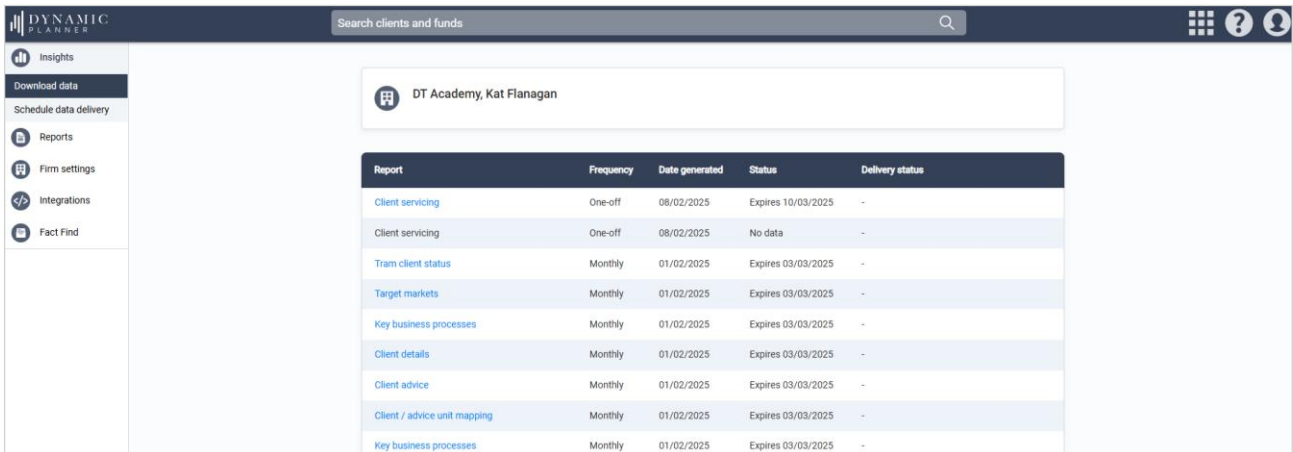 DYNAMIC
PLANNER
Search clients and funds
Insights
Download data
Schedule data delivery
Reports
Firm settings
Integrations
Fact Find
DT Academy, Kat Flanagan
Report Frequency Date generated Status Delivery status
Client servicing One-off 08/02/2025 Expires 10/03/2025 -
Client servicing One-off 08/02/2025 No data -
Tram client status Monthly 01/02/2025 Expires 03/03/2025 -
Target markets Monthly 01/02/2025 Expires 03/03/2025 -
Key business processes Monthly 01/02/2025 Expires 03/03/2025 -
Client details Monthly 01/02/2025 Expires 03/03/2025 -
Client advice Monthly 01/02/2025 Expires 03/03/2025 -
Client / advice unit mapping Monthly 01/02/2025 Expires 03/03/2025 -
Key business processes Monthly 01/02/2025 Expires 03/03/2025 -